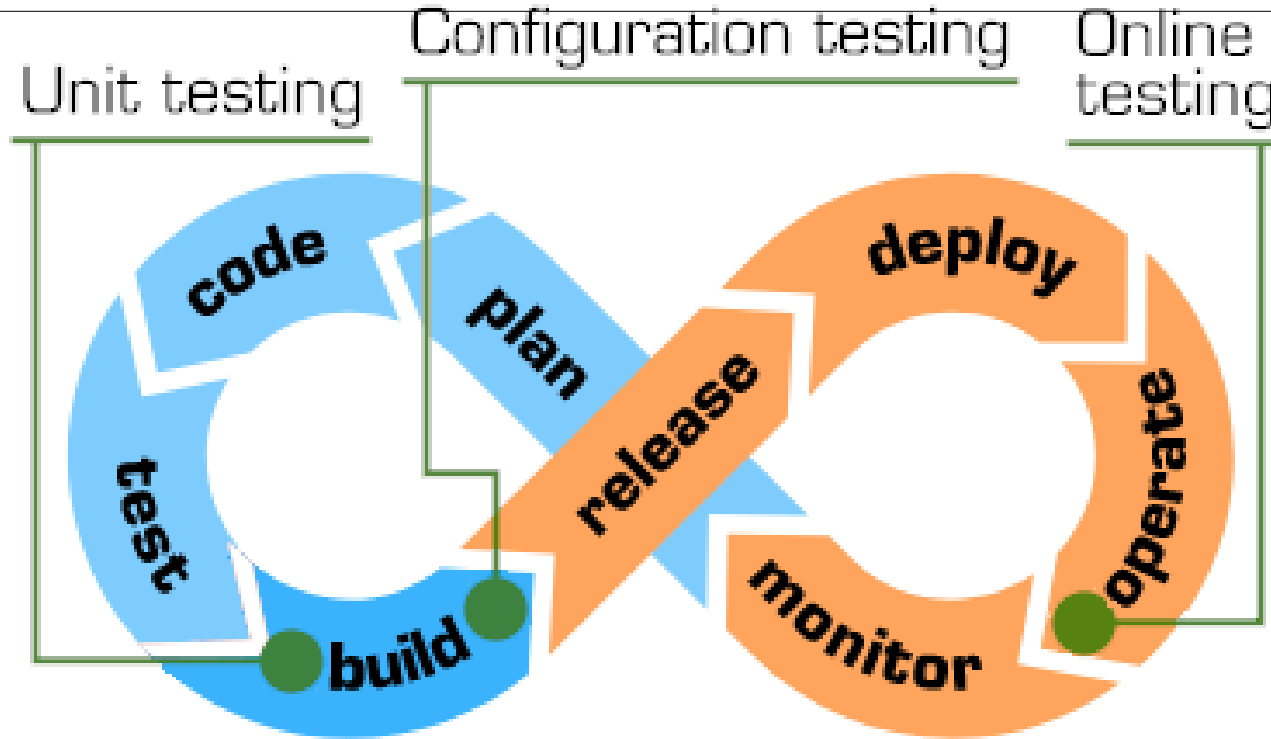 Configuration testing
Online
testing
Unit testing
code
plan
deploy
release
operate
test
build
monitor